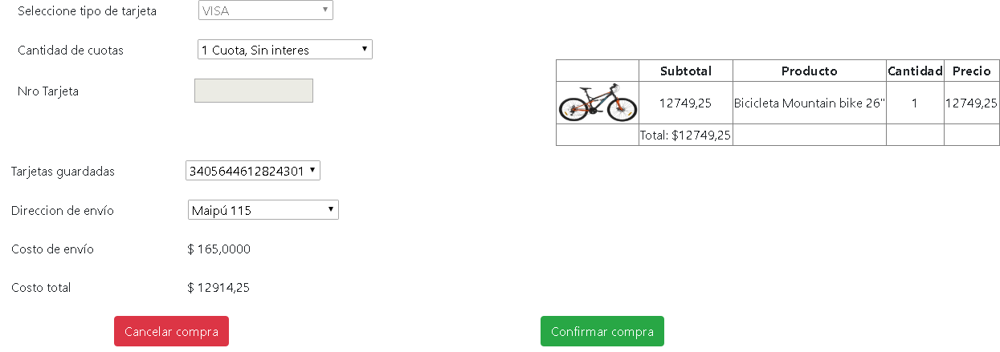 Seleccione tipo de tarjeta VISA
Cantidad de cuotas 1 Cuota, Sin interes
Nro Tarjeta
Tarjetas guardadas 3405644612824301
Direccion de envío Maipú 115
Costo de envío $ 165,0000
Costo total $ 12914,25
Cancelar compra Confirmar compra
Subtotal Producto Cantidad Precio
12749,25 Bicicleta Mountain bike 26" 1 12749,25
Total: $12749,25